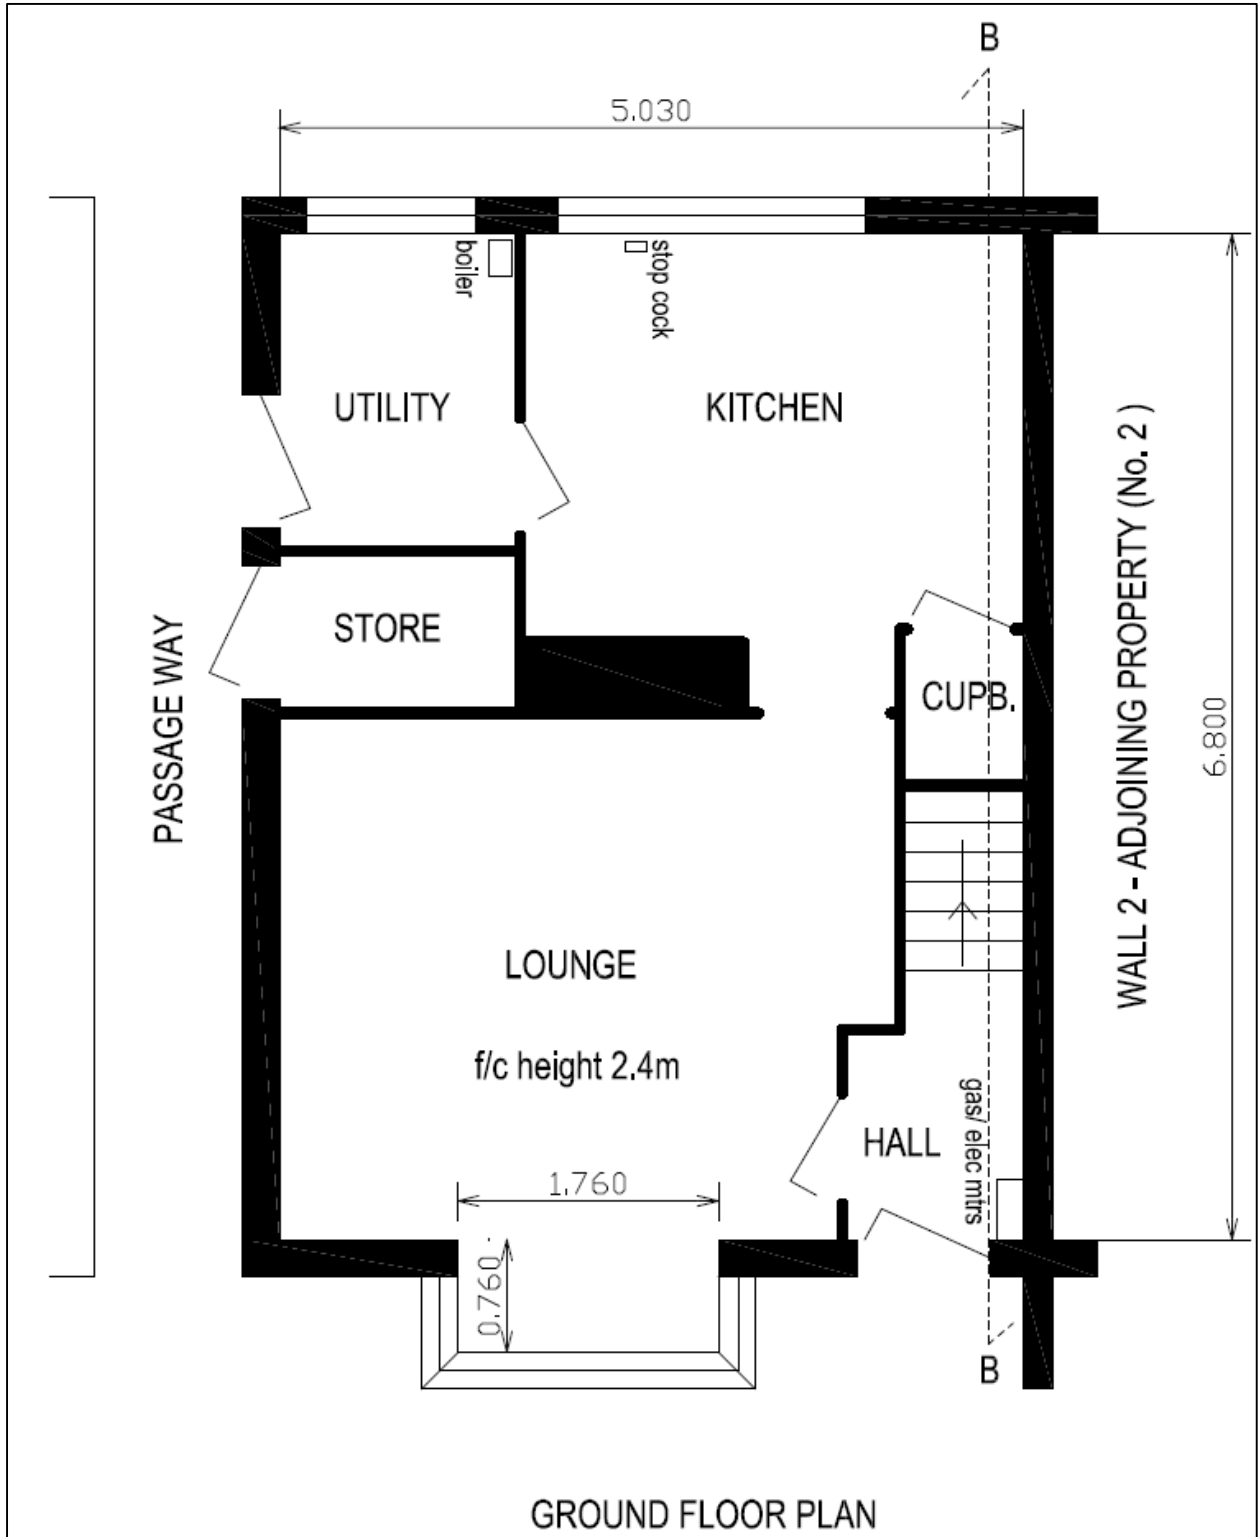 B
5.030
boiler
stop cock
UTILITY
KITCHEN
WALL 2 - ADJOINING PROPERTY (No. 2 )
PASSAGE WAY
STORE
CUPB.
6.800
LOUNGE
f/c height 2.4m
HALL
gas/ elec mtrs
1.760
0.760
B
GROUND FLOOR PLAN